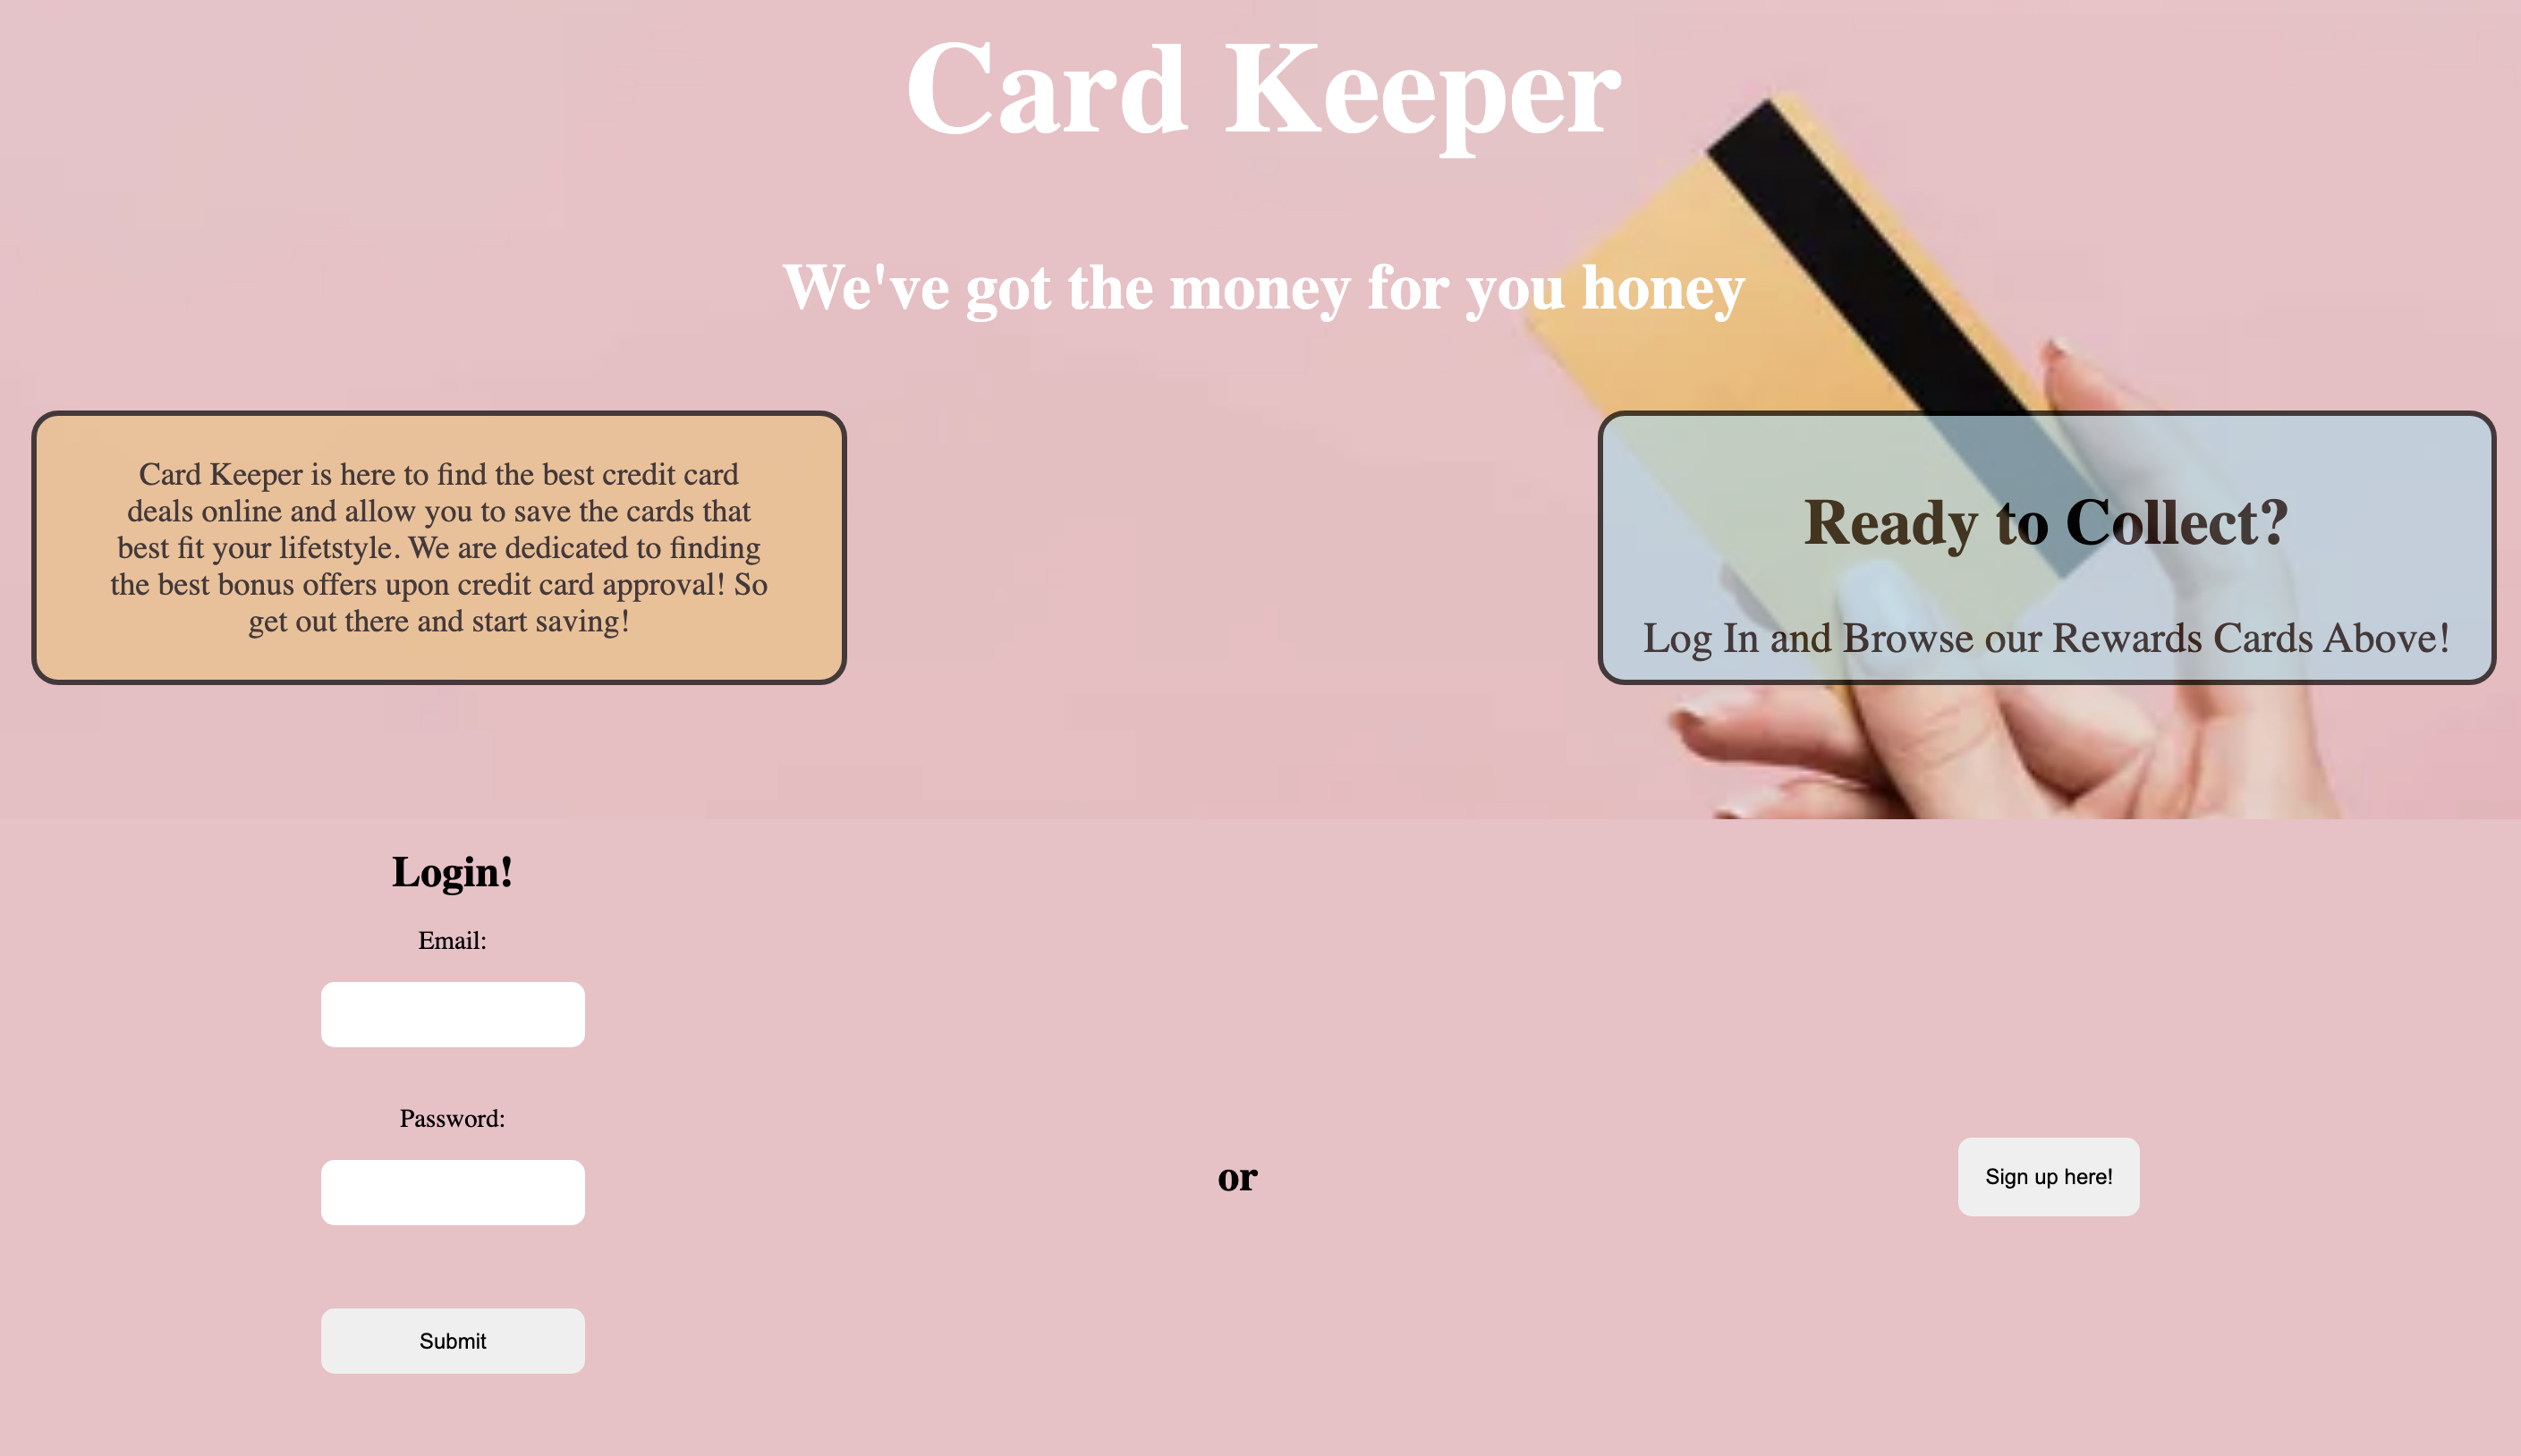 Card Keeper
We've got the money for you honey
Card Keeper is here to find the best credit card
deals online and allow you to save the cards that
best fit your lifetstyle. We are dedicated to finding
the best bonus offers upon credit card approval! So
get out there and start saving!
Ready to Collect?
Log In and Browse our Rewards Cards Above!
Login!
Email:
Password:
or
Sign up here!
Submit